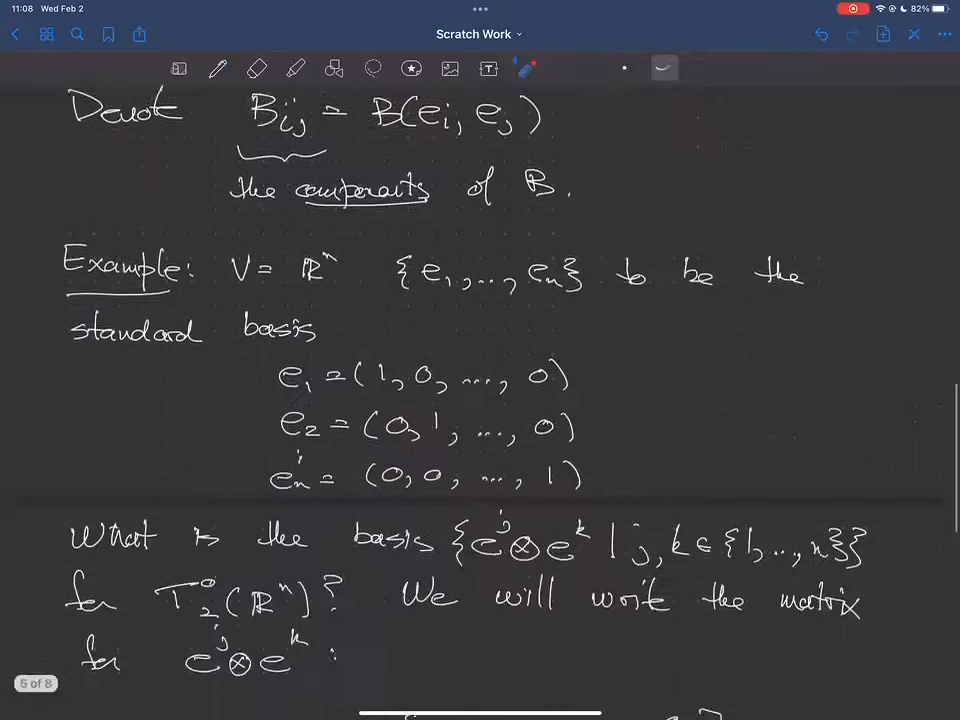 11:08 Wed Feb 2
82%
Scratch Work
Denote B_{ij} = B(e_i, e_j)
the components of B.
Example: V = ℝ^n {e_1, ..., e_n} to be the
standard basis
e_1 = (1, 0, ..., 0)
e_2 = (0, 1, ..., 0)
e_n = (0, 0, ..., 1)
What is the basis {e^j ⊗ e^k | j, k ∈ {1, ..., n}}
for T^0_2(ℝ^n)? We will write the matrix
for e^j ⊗ e^k :
5 of 8